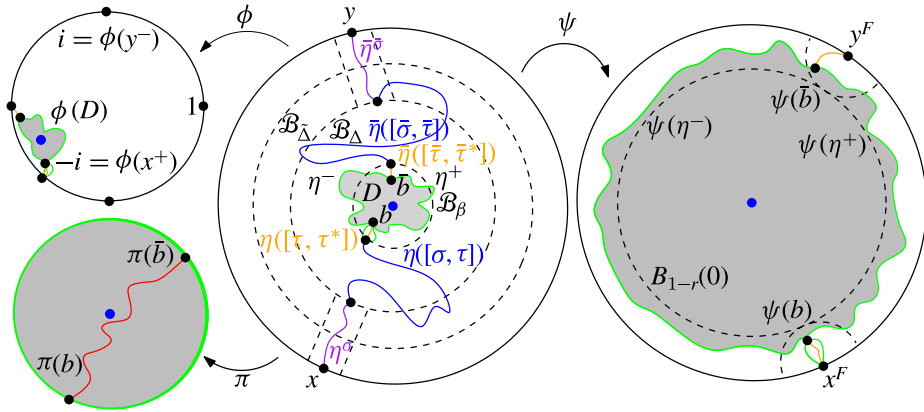 i = ϕ(y⁻)
ϕ
ϕ(D)
1
−i = ϕ(x⁺)
π(b̄)
π(b)
π
y
η̄^σ̄
ℬ_Δ̄
ℬ_Δ
η̄([σ̄, τ̄])
η̄([τ̄, τ̄*])
η⁻
η⁺
D
b̄
ℬ_β
b
η([τ, τ*])
η([σ, τ])
η^σ
x
ψ
y^F
ψ(b̄)
ψ(η⁻)
ψ(η⁺)
B_{1−r}(0)
ψ(b)
x^F